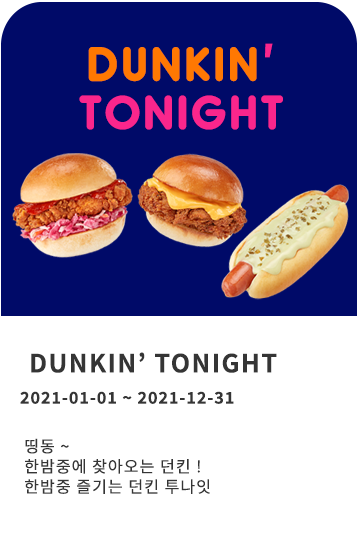 DUNKIN'
TONIGHT
DUNKIN’ TONIGHT
2021-01-01 ~ 2021-12-31
띵동 ~
한밤중에 찾아오는 던킨 !
한밤중 즐기는 던킨 투나잇